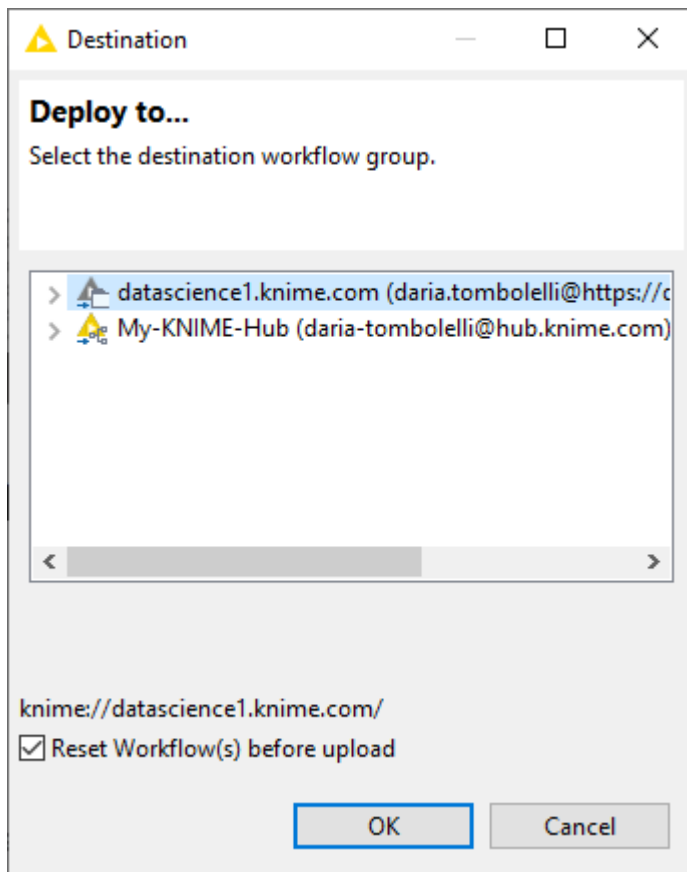 Destination
Deploy to...
Select the destination workflow group.
datascience1.knime.com (daria.tombolelli@https://
My-KNIME-Hub (daria-tombolelli@hub.knime.com)
knime://datascience1.knime.com/
Reset Workflow(s) before upload
OK Cancel